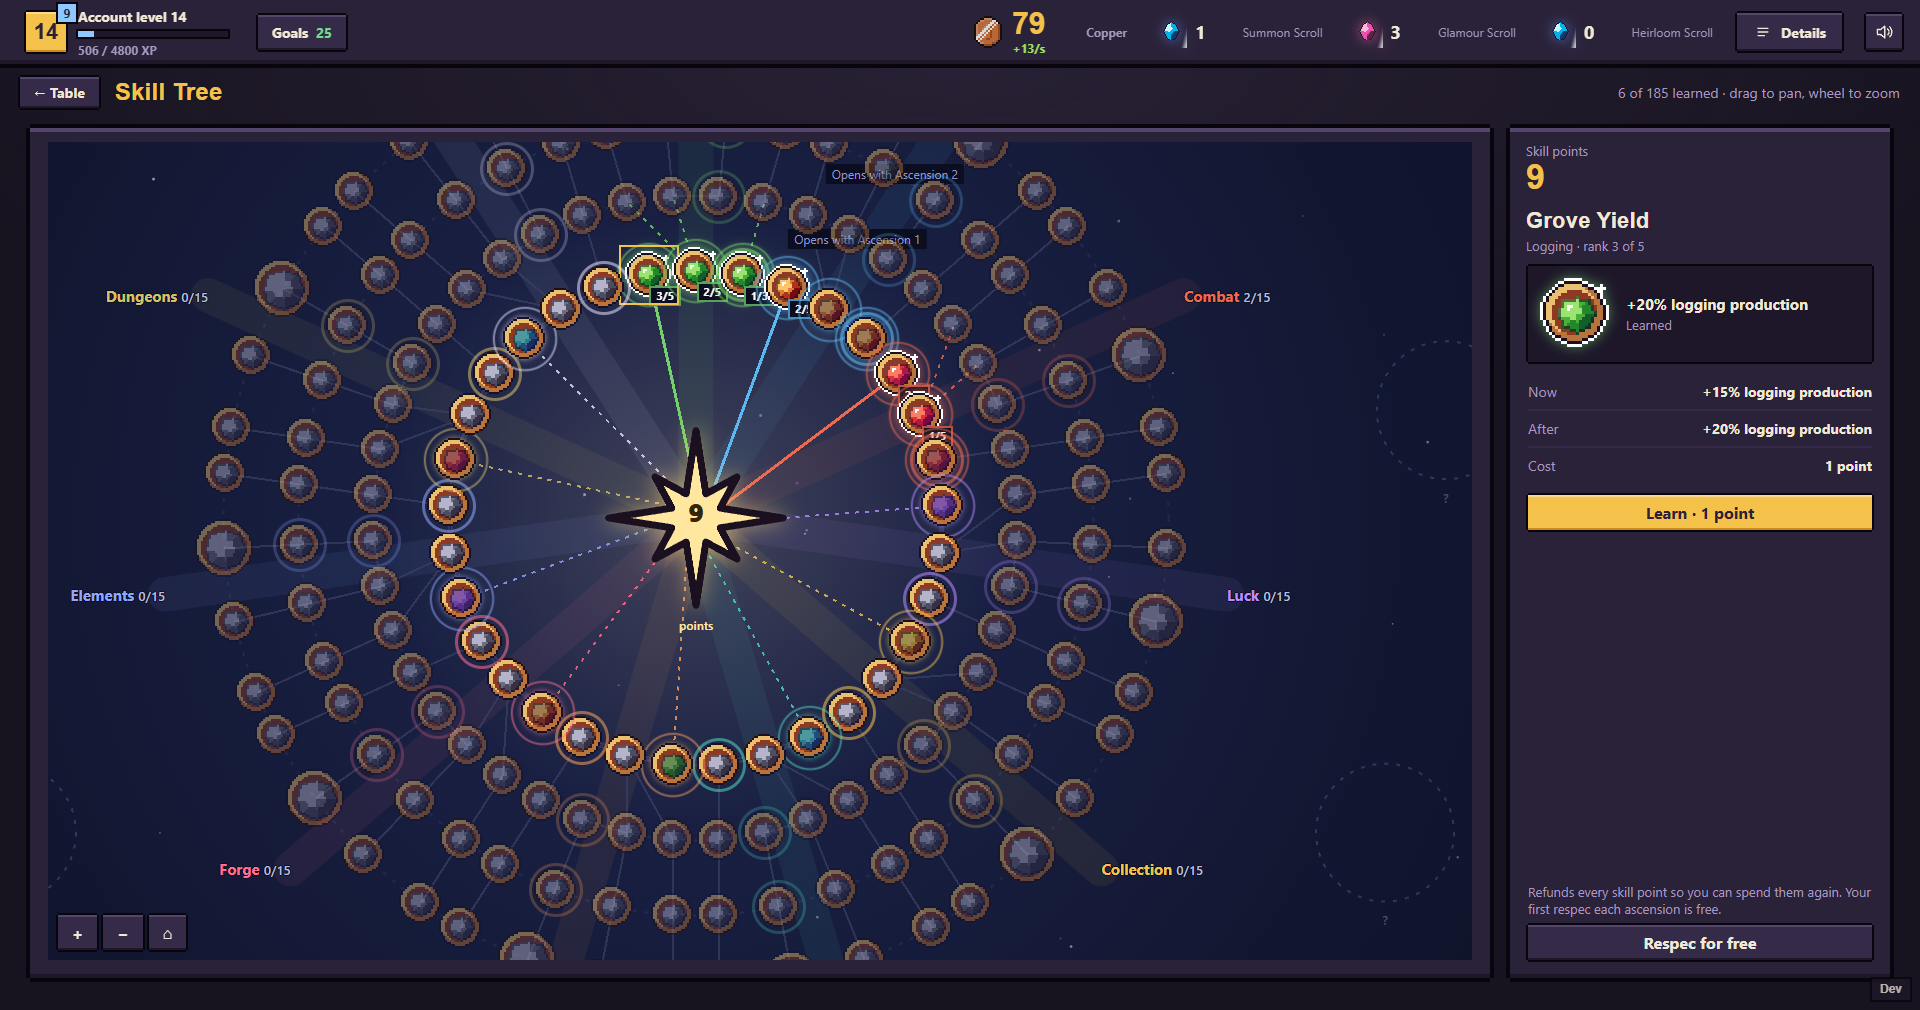 14
9
Account level 14
506 / 4800 XP
Goals 25
79
+13/s
Copper
1
Summon Scroll
3
Glamour Scroll
0
Heirloom Scroll
Details
← Table
Skill Tree
6 of 185 learned · drag to pan, wheel to zoom
Opens with Ascension 2
Opens with Ascension 1
3/5
2/5
1/3
1/5
Dungeons 0/15
Combat 2/15
Elements 0/15
Luck 0/15
Forge 0/15
Collection 0/15
9
points
?
?
+
−
Skill points
9
Grove Yield
Logging · rank 3 of 5
+20% logging production
Learned
Now +15% logging production
After +20% logging production
Cost 1 point
Learn · 1 point
Refunds every skill point so you can spend them again. Your
first respec each ascension is free.
Respec for free
Dev